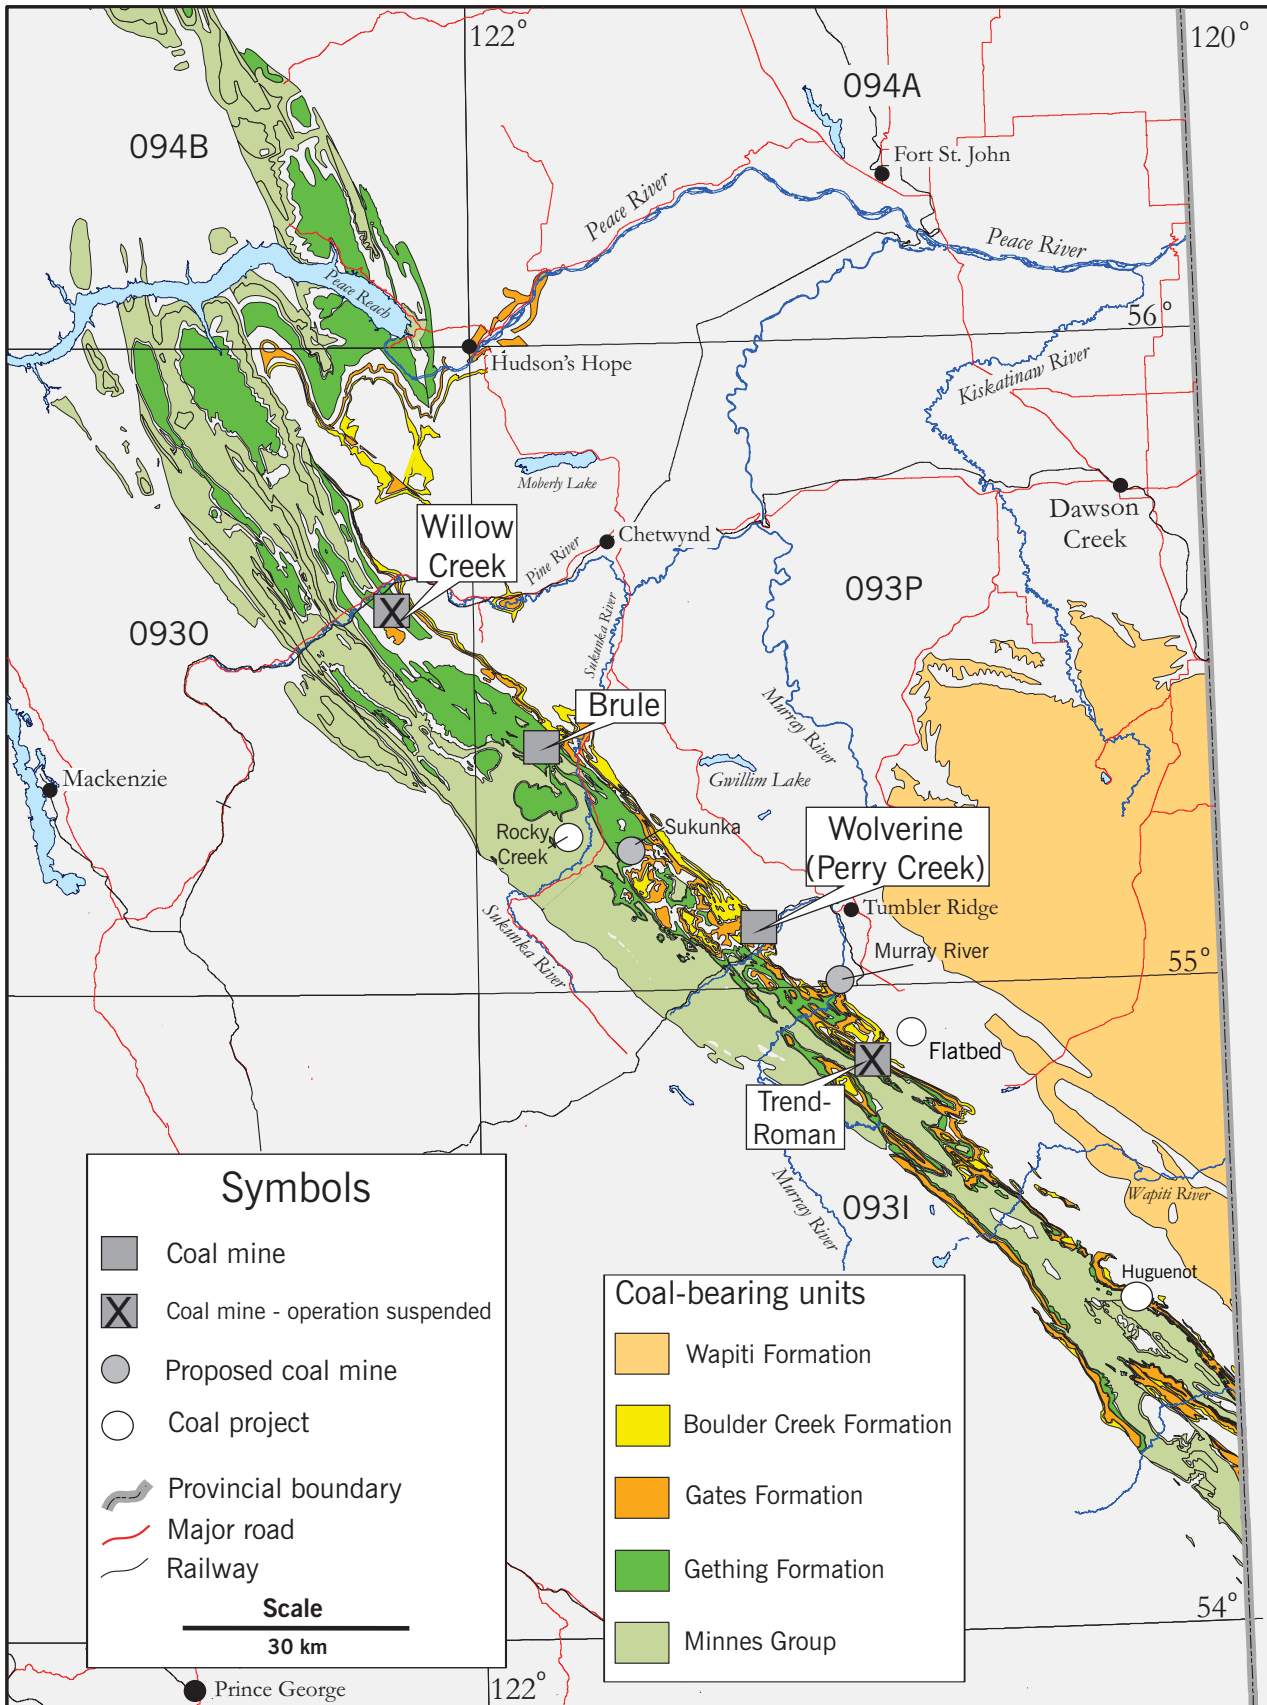 122°
120°
094A
094B
Fort St. John
Peace River
Peace River
Peace Reach
56°
Hudson's Hope
Kiskatinaw River
Moberly Lake
Willow
Creek
Chetwynd
Dawson
Creek
Pine River
093P
Sukunka River
093O
Brule
Murray River
Mackenzie
Gwillim Lake
Wolverine
(Perry Creek)
Rocky
Creek
Sukunka
Tumbler Ridge
Sukunka River
Murray River
55°
Flatbed
Trend-
Roman
Murray River
093I
Wapiti River
Huguenot
Symbols
Coal mine
X
Coal mine - operation suspended
Proposed coal mine
Coal project
Provincial boundary
Major road
Railway
Scale
30 km
Coal-bearing units
Wapiti Formation
Boulder Creek Formation
Gates Formation
Gething Formation
Minnes Group
54°
122°
Prince George
X
X